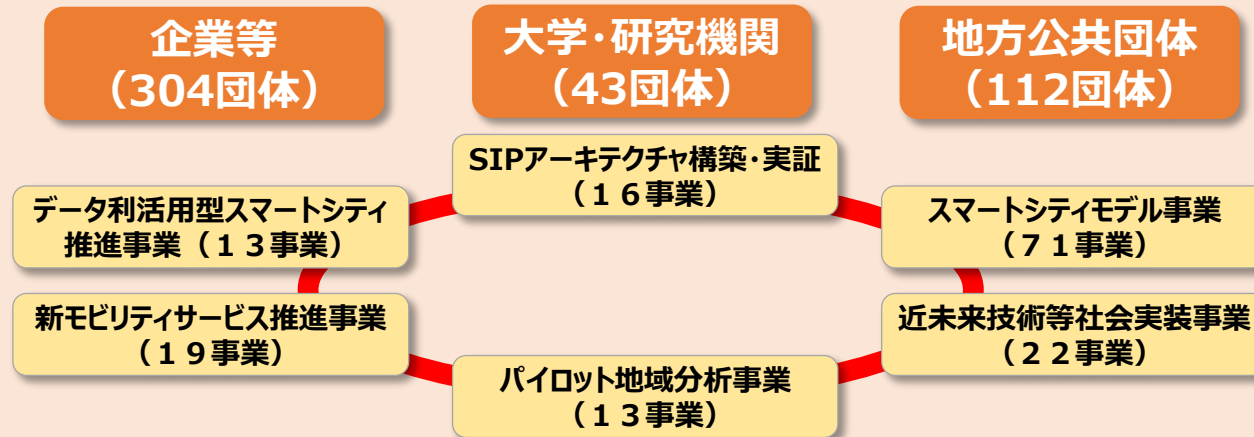 企業等
（304団体）
大学・研究機関
（43団体）
地方公共団体
（112団体）
SIPアーキテクチャ構築・実証
（１６事業）
データ利活用型スマートシティ
推進事業（１３事業）
スマートシティモデル事業
（７１事業）
新モビリティサービス推進事業
（１９事業）
近未来技術等社会実装事業
（２２事業）
パイロット地域分析事業
（１３事業）